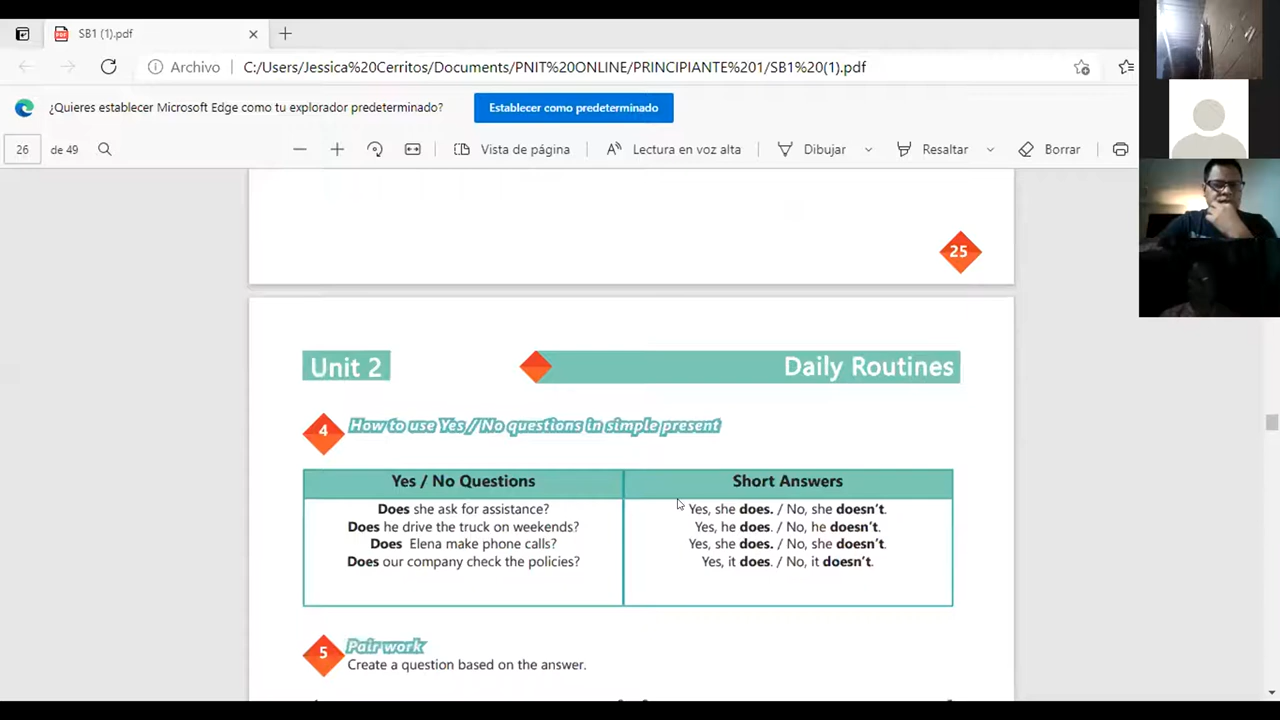 SB1 (1).pdf
Archivo
C:/Users/Jessica%20Cerritos/Documents/PNIT%20ONLINE/PRINCIPIANTE%201/SB1%20(1).pdf
¿Quieres establecer Microsoft Edge como tu explorador predeterminado?
Establecer como predeterminado
26
de 49
Vista de página
Lectura en voz alta
Dibujar
Resaltar
Borrar
25
Unit 2
Daily Routines
4
How to use Yes / No questions in simple present
Yes / No Questions
Short Answers
Does she ask for assistance?
Yes, she does. / No, she doesn't.
Does he drive the truck on weekends?
Yes, he does. / No, he doesn't.
Does Elena make phone calls?
Yes, she does. / No, she doesn't.
Does our company check the policies?
Yes, it does. / No, it doesn't.
5
Pair work
Create a question based on the answer.